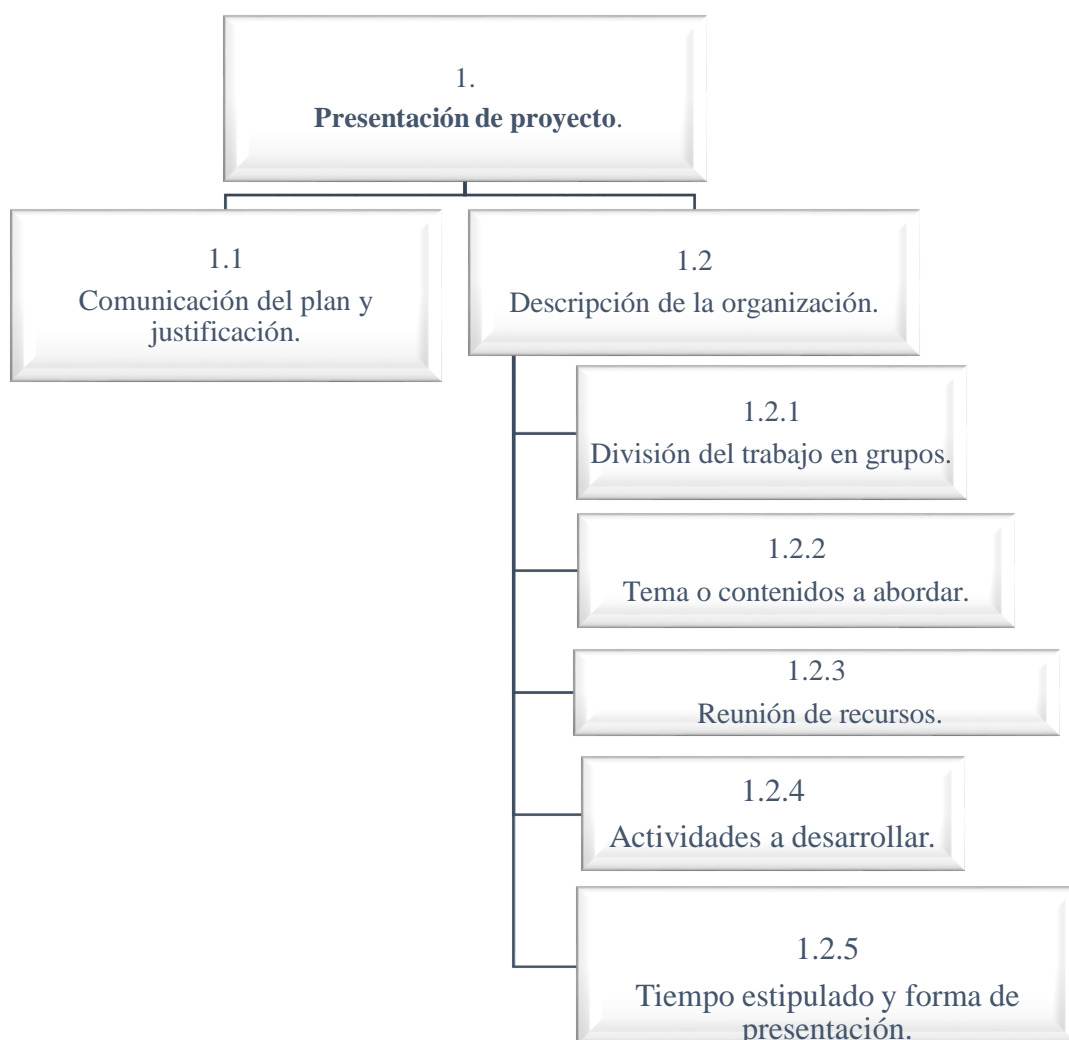 1.
Presentación de proyecto.
1.1
Comunicación del plan y
justificación.
1.2
Descripción de la organización.
1.2.1
División del trabajo en grupos.
1.2.2
Tema o contenidos a abordar.
1.2.3
Reunión de recursos.
1.2.4
Actividades a desarrollar.
1.2.5
Tiempo estipulado y forma de
presentación.